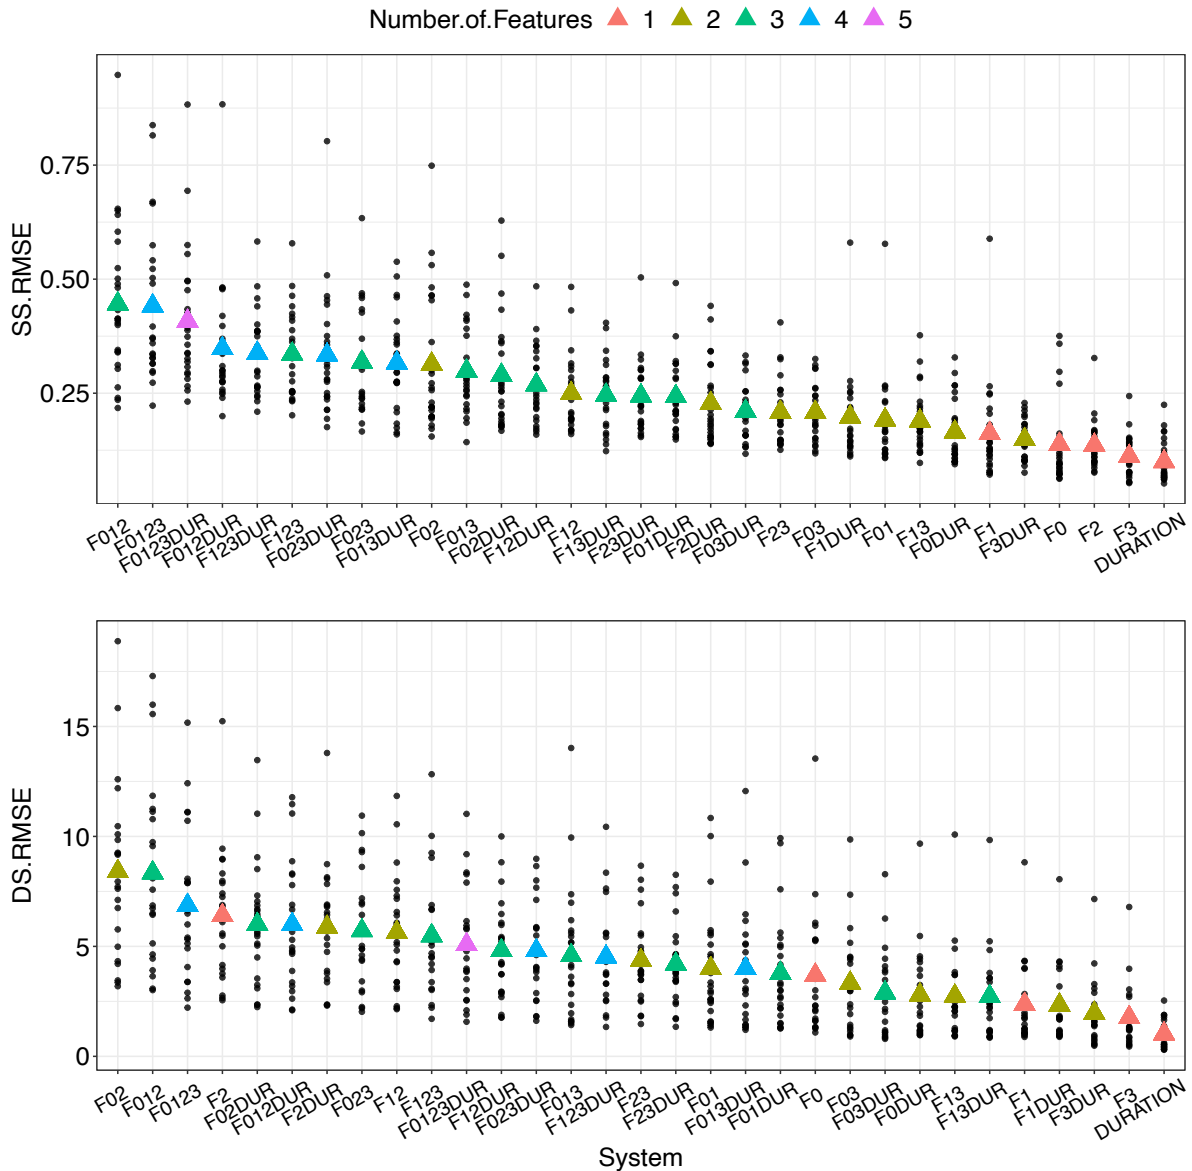 Number.of.Features 1 2 3 4 5
SS.RMSE
0.75
0.50
0.25
F012 F0123 F0123DUR F012DUR F123DUR F123 F023DUR F023 F013DUR F02 F013 F02DUR F12DUR F12 F13DUR F23DUR F01DUR F2DUR F03DUR F23 F03 F1DUR F01 F13 F0DUR F1 F3DUR F0 F2 F3 DURATION
DS.RMSE
15
10
5
0
F02 F012 F0123 F2 F02DUR F012DUR F2DUR F023 F12 F123 F0123DUR F12DUR F023DUR F013 F123DUR F23 F23DUR F01 F013DUR F01DUR F0 F03 F03DUR F0DUR F13 F13DUR F1 F1DUR F3DUR F3 DURATION
System